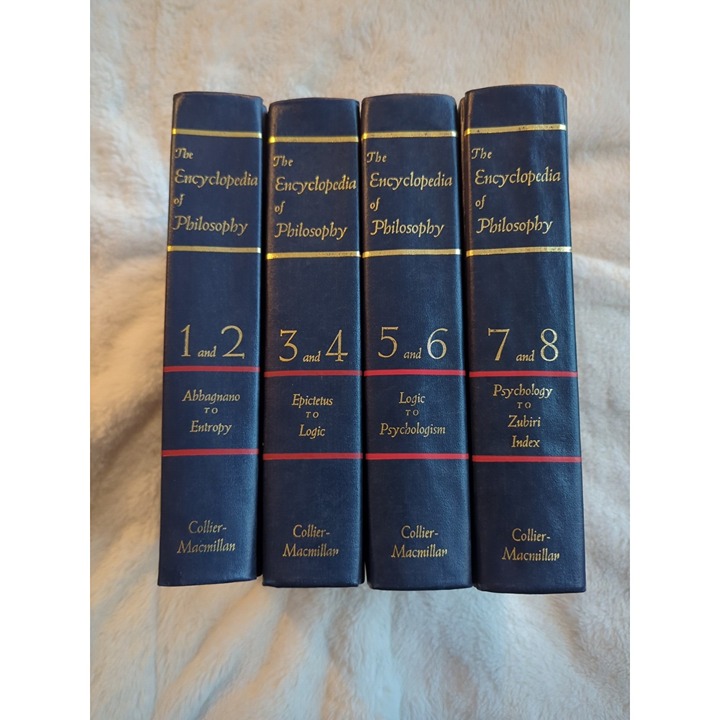 The
Encyclopedia
of
Philosophy
1 and 2
Abbagnano
TO
Entropy
Collier-
Macmillan
The
Encyclopedia
of
Philosophy
3 and 4
Epictetus
TO
Logic
Collier-
Macmillan
The
Encyclopedia
of
Philosophy
5 and 6
Logic
TO
Psychologism
Collier-
Macmillan
The
Encyclopedia
of
Philosophy
7 and 8
Psychology
TO
Zubiri
Index
Collier-
Macmillan